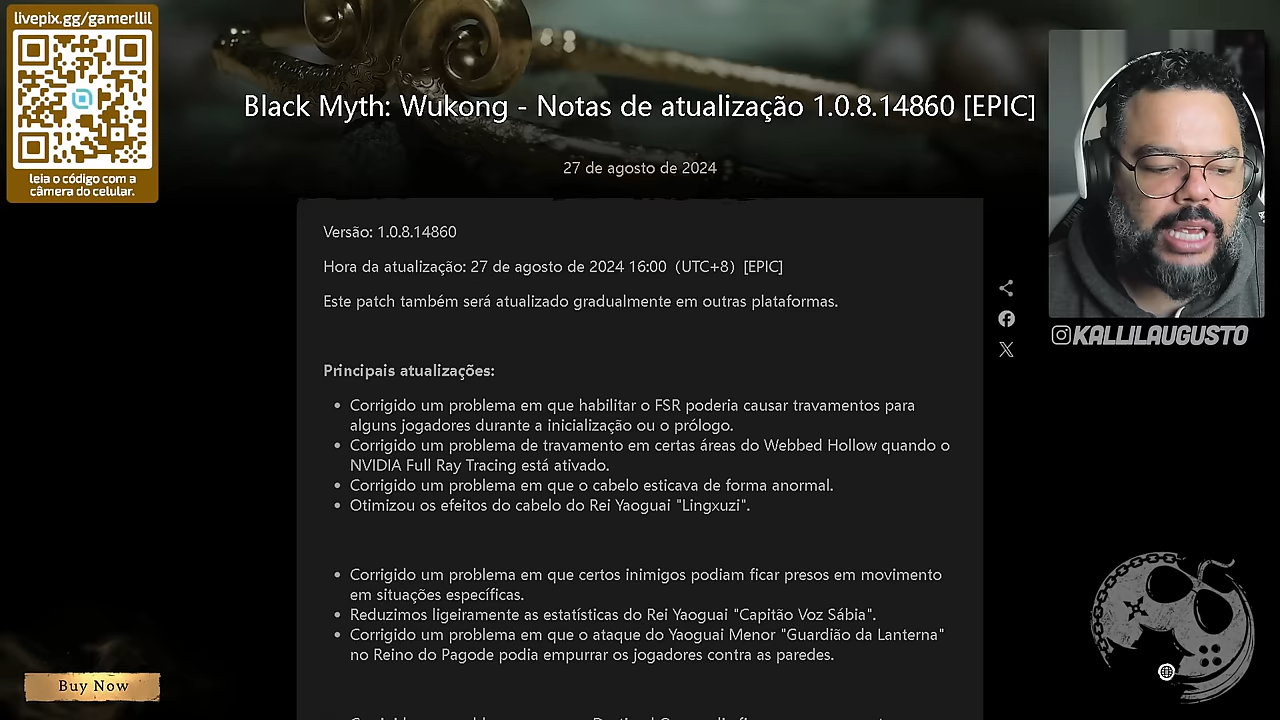 livepix.gg/gamerllil
leia o código com a
câmera do celular.
Black Myth: Wukong - Notas de atualização 1.0.8.14860 [EPIC]
27 de agosto de 2024
Versão: 1.0.8.14860
Hora da atualização: 27 de agosto de 2024 16:00（UTC+8）[EPIC]
Este patch também será atualizado gradualmente em outras plataformas.
KALLILAUGUSTO
Principais atualizações:
• Corrigido um problema em que habilitar o FSR poderia causar travamentos para
alguns jogadores durante a inicialização ou o prólogo.
• Corrigido um problema de travamento em certas áreas do Webbed Hollow quando o
NVIDIA Full Ray Tracing está ativado.
• Corrigido um problema em que o cabelo esticava de forma anormal.
• Otimizou os efeitos do cabelo do Rei Yaoguai "Lingxuzi".
• Corrigido um problema em que certos inimigos podiam ficar presos em movimento
em situações específicas.
• Reduzimos ligeiramente as estatísticas do Rei Yaoguai "Capitão Voz Sábia".
• Corrigido um problema em que o ataque do Yaoguai Menor "Guardião da Lanterna"
no Reino do Pagode podia empurrar os jogadores contra as paredes.
Buy Now